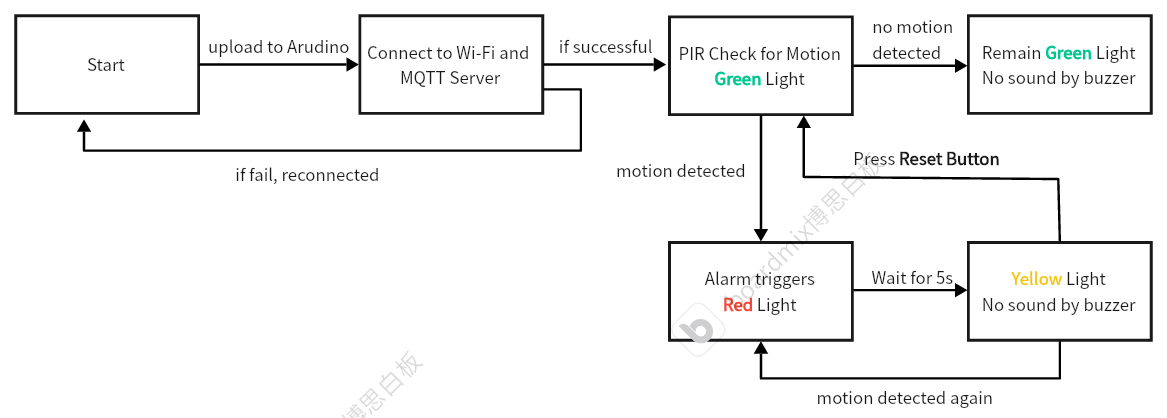 Start
upload to Arudino
Connect to Wi-Fi and
MQTT Server
if successful
PIR Check for Motion
Green Light
no motion
detected
Remain Green Light
No sound by buzzer
if fail, reconnected
motion detected
Press Reset Button
Alarm triggers
Red Light
Wait for 5s
Yellow Light
No sound by buzzer
motion detected again
boardmix博思白板
博思白板